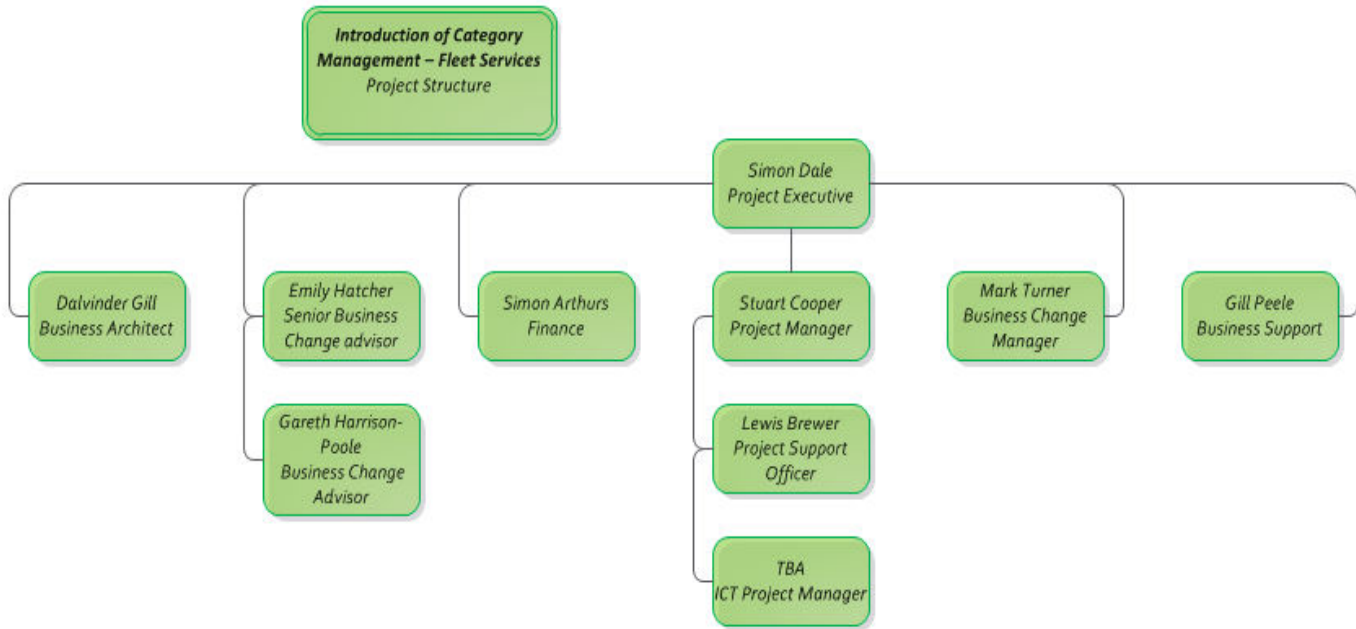 Introduction of Category
Management – Fleet Services
Project Structure
Simon Dale
Project Executive
Dalvinder Gill
Business Architect
Emily Hatcher
Senior Business
Change advisor
Simon Arthurs
Finance
Stuart Cooper
Project Manager
Mark Turner
Business Change
Manager
Gill Peele
Business Support
Gareth Harrison-
Poole
Business Change
Advisor
Lewis Brewer
Project Support
Officer
TBA
ICT Project Manager